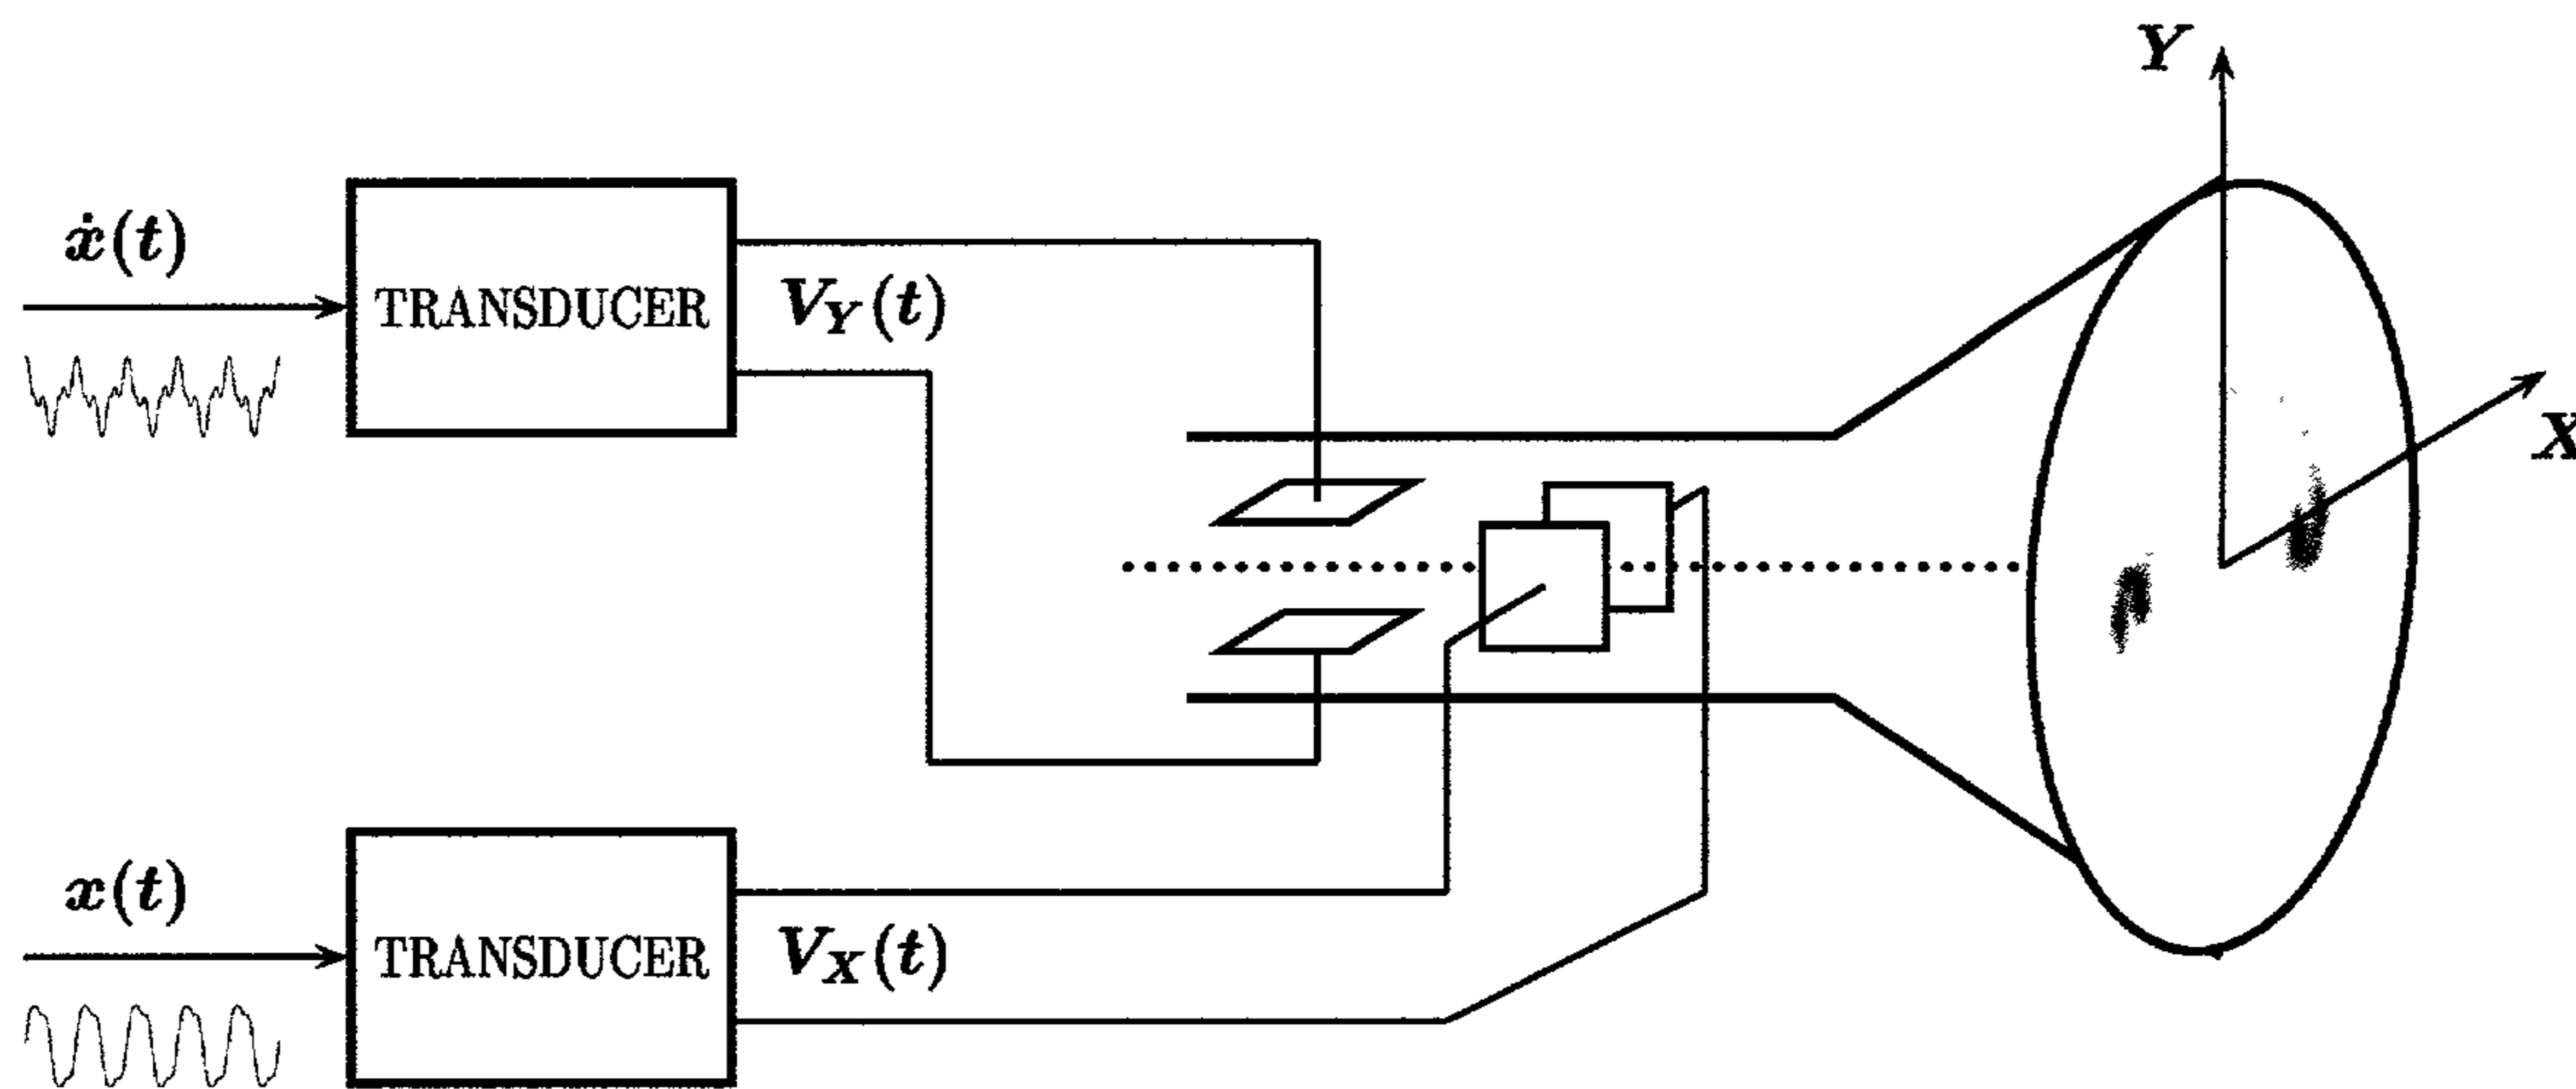 Y
ẋ(t)
TRANSDUCER
V_Y(t)
X
x(t)
TRANSDUCER
V_X(t)